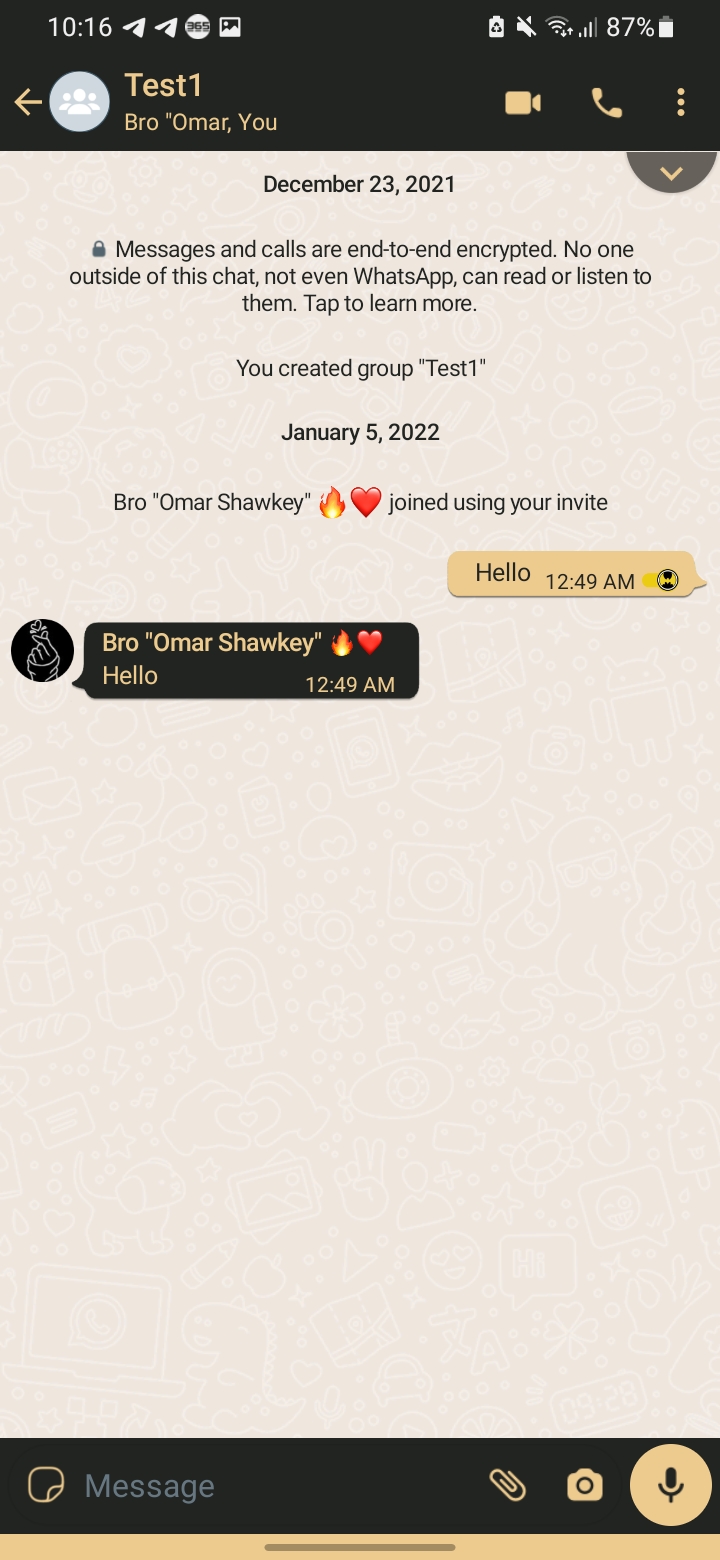 10:16 365 87%
Test1
Bro "Omar, You
December 23, 2021
Messages and calls are end-to-end encrypted. No one
outside of this chat, not even WhatsApp, can read or listen to
them. Tap to learn more.
You created group "Test1"
January 5, 2022
Bro "Omar Shawkey" 🔥❤️ joined using your invite
Hello 12:49 AM
Bro "Omar Shawkey" 🔥❤️
Hello 12:49 AM
Hi
09:28
Message